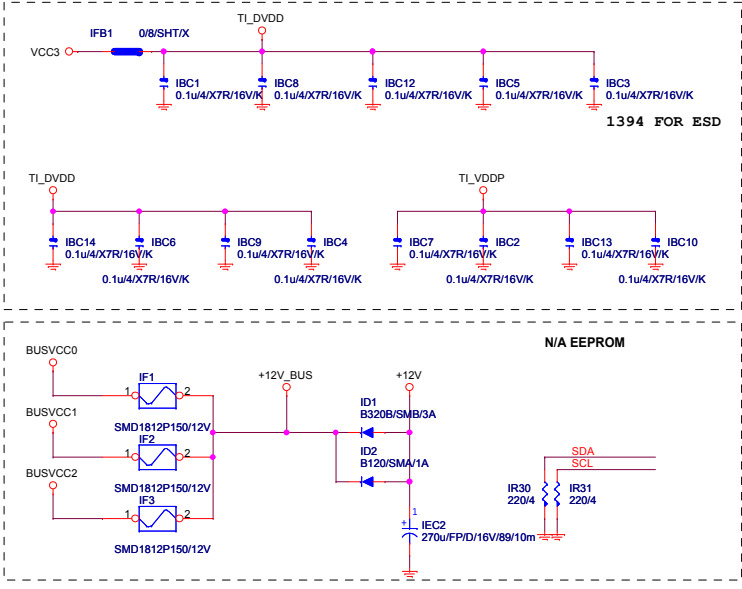 TI_DVDD
IFB1 0/8/SHT/X
VCC3
IBC1 IBC8 IBC12 IBC5 IBC3
0.1u/4/X7R/16V/K 0.1u/4/X7R/16V/K 0.1u/4/X7R/16V/K 0.1u/4/X7R/16V/K 0.1u/4/X7R/16V/K
1394 FOR ESD
TI_DVDD TI_VDDP
IBC14 IBC6 IBC9 IBC4 IBC7 IBC2 IBC13 IBC10
0.1u/4/X7R/16V/K 0.1u/4/X7R/16V/K 0.1u/4/X7R/16V/K 0.1u/4/X7R/16V/K
0.1u/4/X7R/16V/K 0.1u/4/X7R/16V/K 0.1u/4/X7R/16V/K 0.1u/4/X7R/16V/K
N/A EEPROM
BUSVCC0
IF1 +12V_BUS +12V
1 2
ID1
B320B/SMB/3A
BUSVCC1
SMD1812P150/12V
IF2
1 2
ID2
B120/SMA/1A
SDA
SCL
BUSVCC2
SMD1812P150/12V
IR30 IR31
220/4 220/4
IF3
1 2
1
+
IEC2
270u/FP/D/16V/89/10m
SMD1812P150/12V